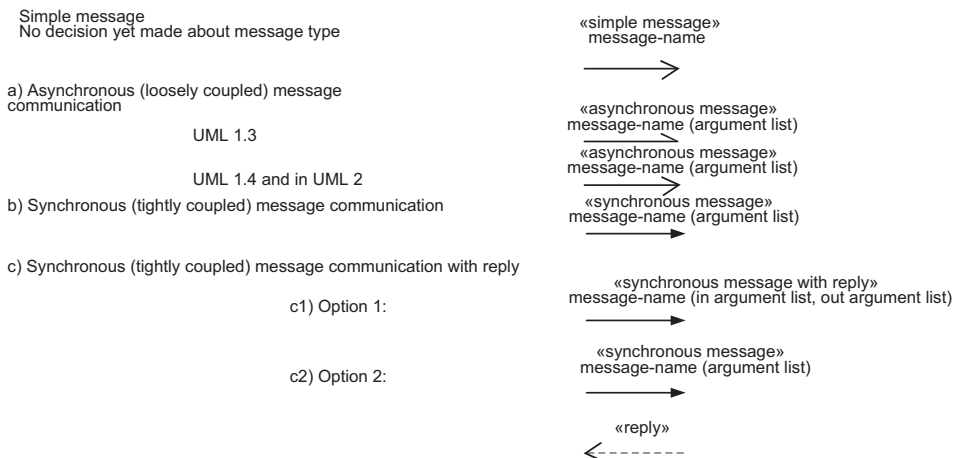 Simple message
No decision yet made about message type
«simple message»
message-name
a) Asynchronous (loosely coupled) message
communication
UML 1.3
«asynchronous message»
message-name (argument list)
UML 1.4 and in UML 2
«asynchronous message»
message-name (argument list)
b) Synchronous (tightly coupled) message communication
«synchronous message»
message-name (argument list)
c) Synchronous (tightly coupled) message communication with reply
c1) Option 1:
«synchronous message with reply»
message-name (in argument list, out argument list)
c2) Option 2:
«synchronous message»
message-name (argument list)
«reply»